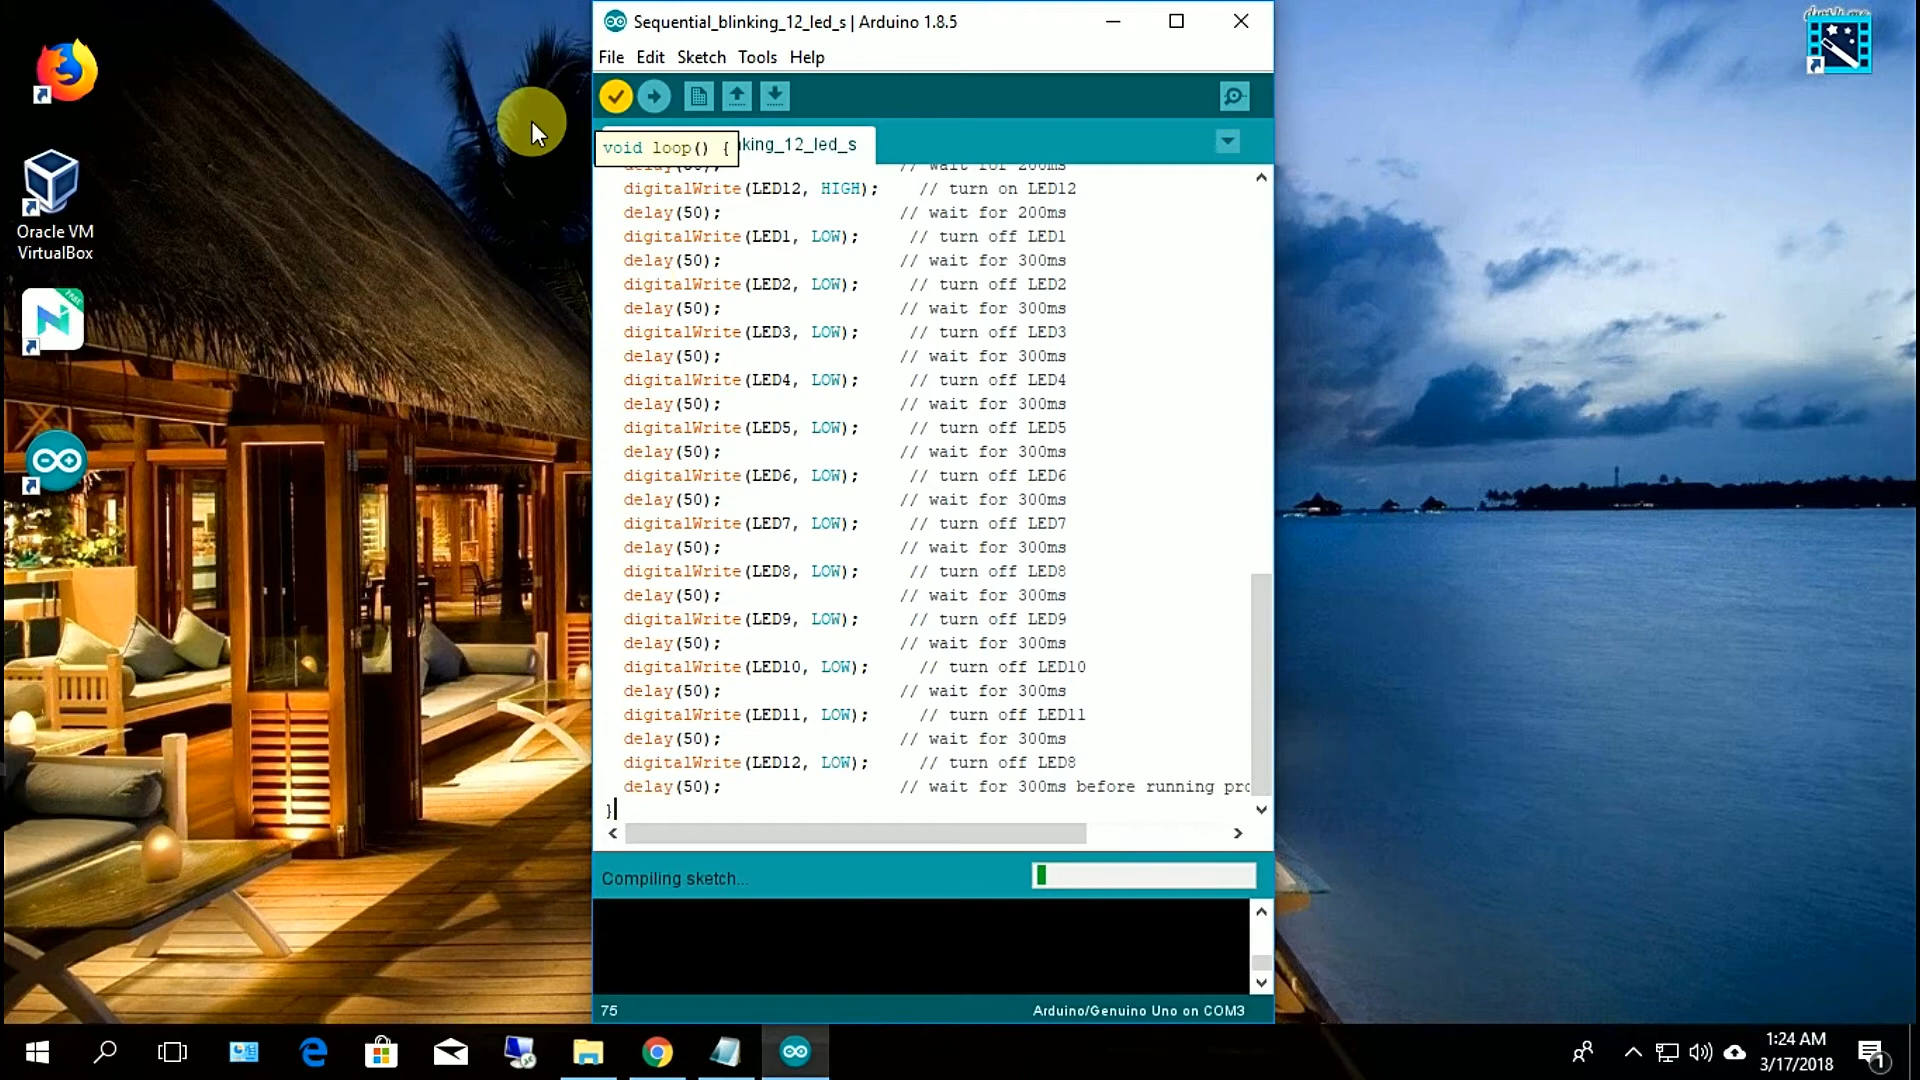 Sequential_blinking_12_led_s | Arduino 1.8.5
File Edit Sketch Tools Help
void loop() {
king_12_led_s
delay(50); // wait for 200ms
digitalWrite(LED12, HIGH); // turn on LED12
delay(50); // wait for 200ms
digitalWrite(LED1, LOW); // turn off LED1
delay(50); // wait for 300ms
digitalWrite(LED2, LOW); // turn off LED2
delay(50); // wait for 300ms
digitalWrite(LED3, LOW); // turn off LED3
delay(50); // wait for 300ms
digitalWrite(LED4, LOW); // turn off LED4
delay(50); // wait for 300ms
digitalWrite(LED5, LOW); // turn off LED5
delay(50); // wait for 300ms
digitalWrite(LED6, LOW); // turn off LED6
delay(50); // wait for 300ms
digitalWrite(LED7, LOW); // turn off LED7
delay(50); // wait for 300ms
digitalWrite(LED8, LOW); // turn off LED8
delay(50); // wait for 300ms
digitalWrite(LED9, LOW); // turn off LED9
delay(50); // wait for 300ms
digitalWrite(LED10, LOW); // turn off LED10
delay(50); // wait for 300ms
digitalWrite(LED11, LOW); // turn off LED11
delay(50); // wait for 300ms
digitalWrite(LED12, LOW); // turn off LED8
delay(50); // wait for 300ms before running pro
}
Compiling sketch...
75
Arduino/Genuino Uno on COM3
Oracle VM
VirtualBox
FREE
1:24 AM
3/17/2018
1